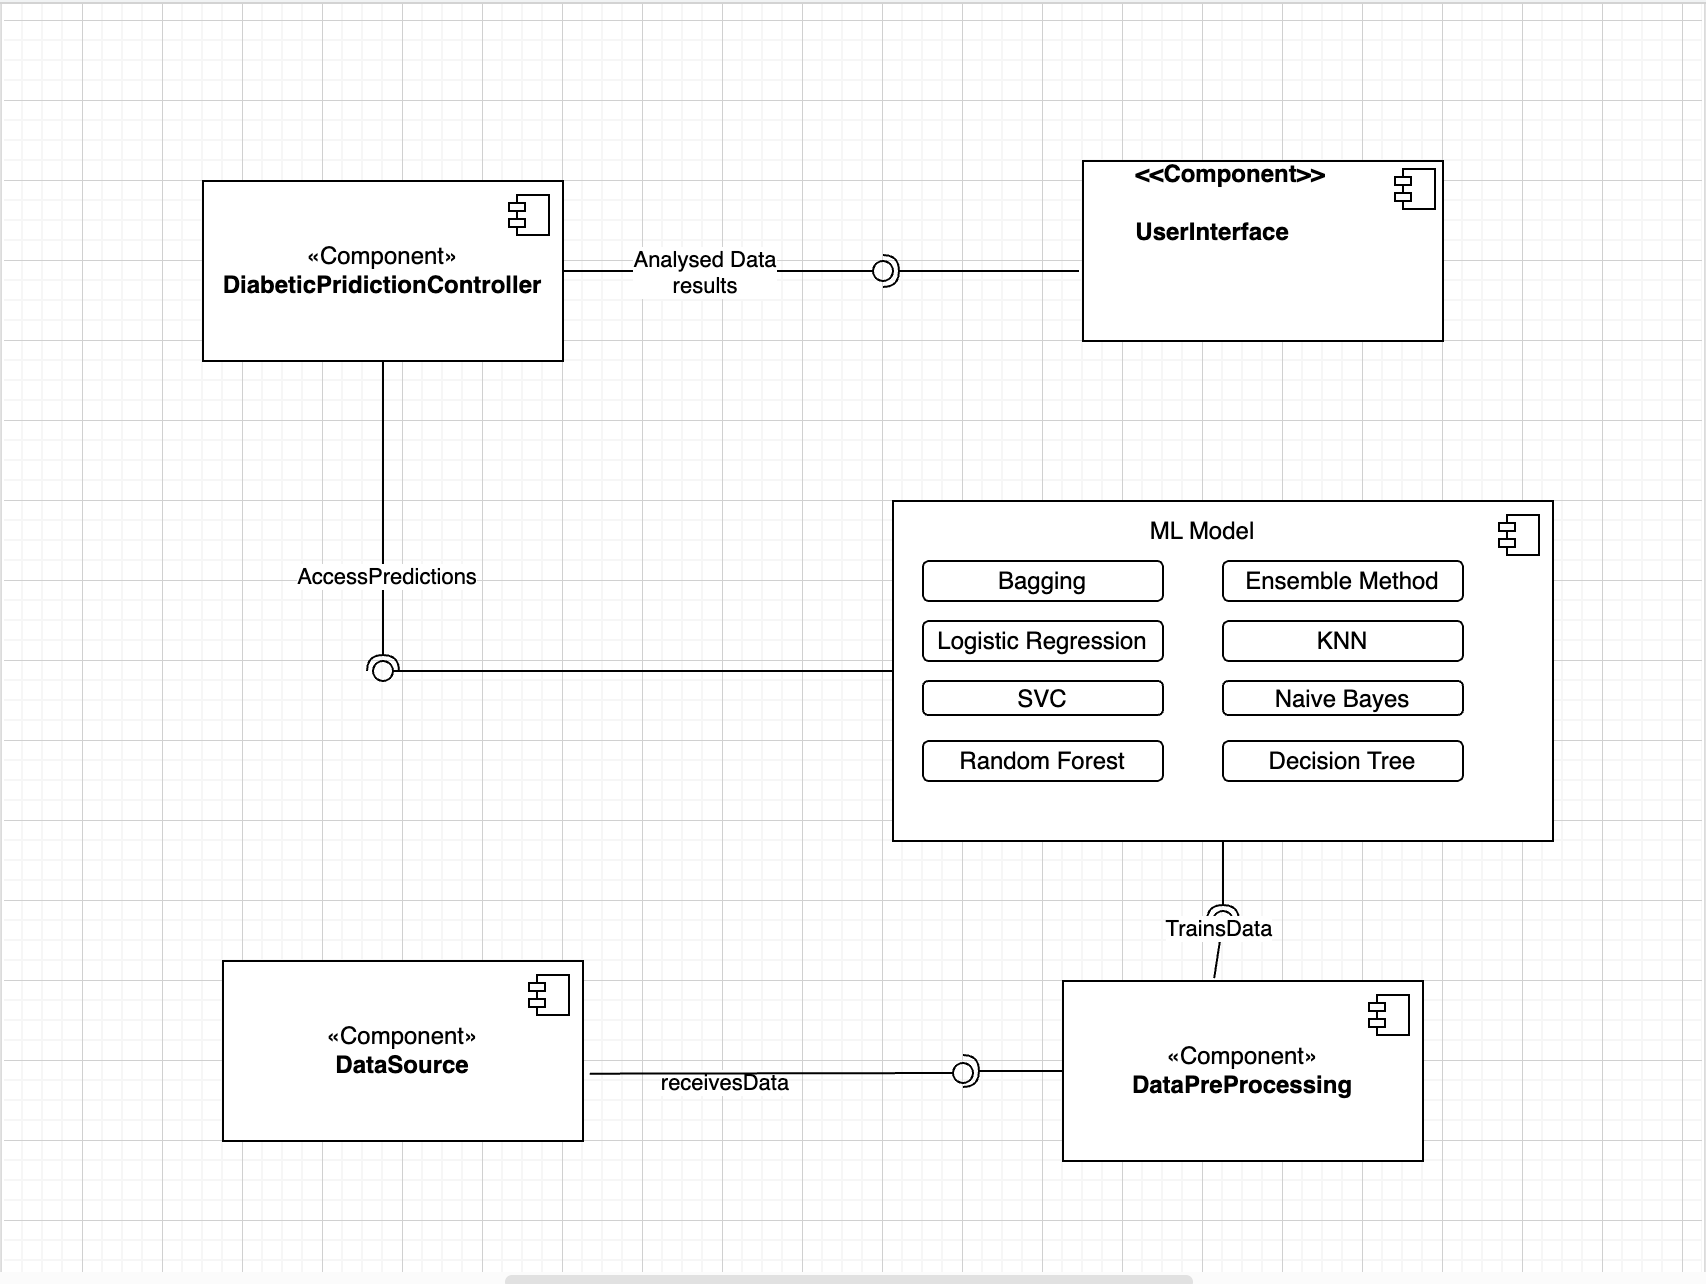 «Component»
DiabeticPridictionController
Analysed Data
results
<<Component>>
UserInterface
AccessPredictions
ML Model
Bagging
Ensemble Method
Logistic Regression
KNN
SVC
Naive Bayes
Random Forest
Decision Tree
TrainsData
«Component»
DataSource
receivesData
«Component»
DataPreProcessing